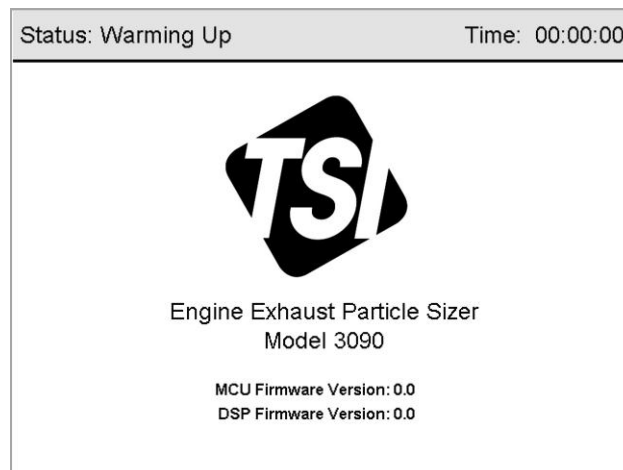 Status: Warming Up Time: 00:00:00
TSI
Engine Exhaust Particle Sizer
Model 3090
MCU Firmware Version: 0.0
DSP Firmware Version: 0.0